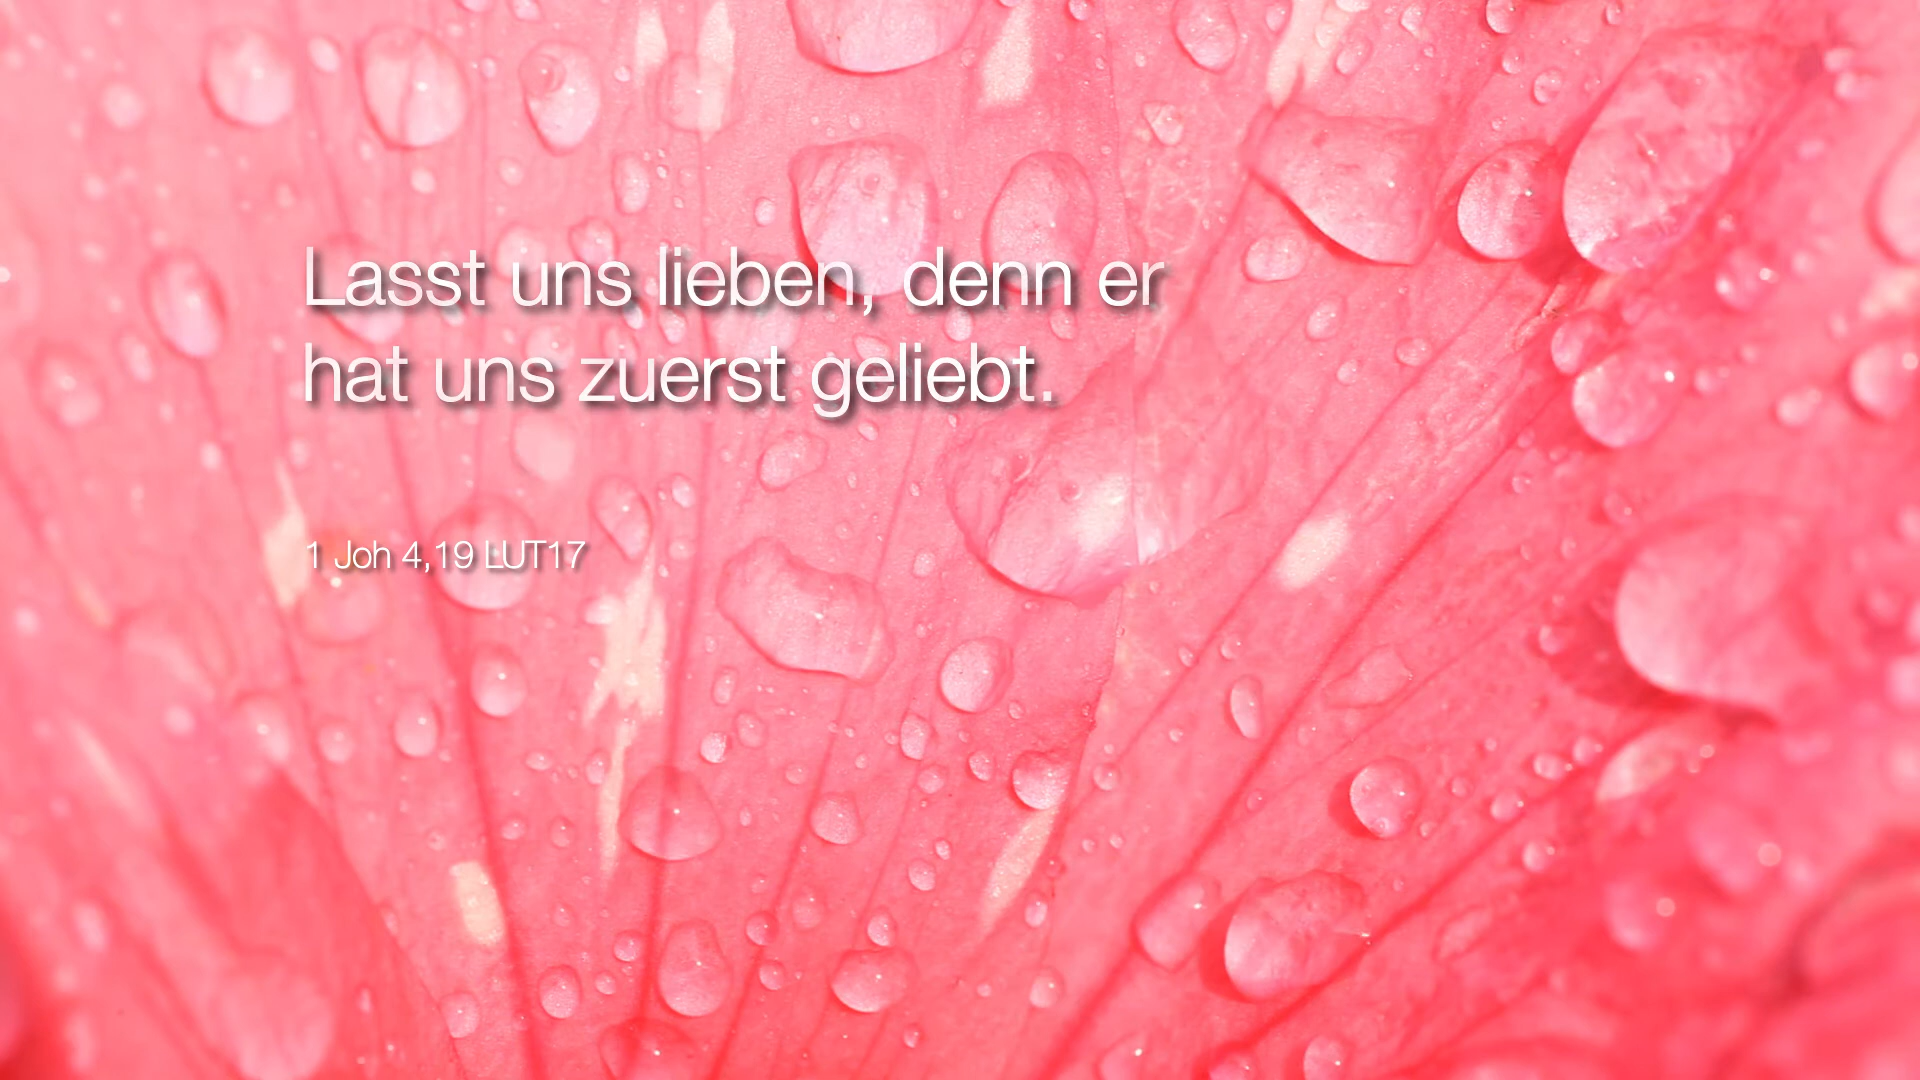 Lasst uns lieben, denn er
hat uns zuerst geliebt.
1 Joh 4,19 LUT17